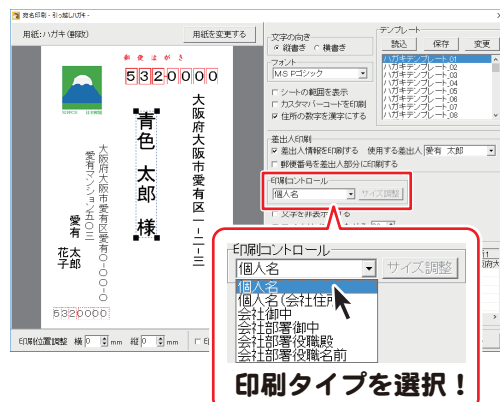 宛名印刷 - 引っ越しハガキ -
用紙:ハガキ(郵政)
用紙を変更する
郵便はがき
5320000
大阪府大阪市愛有区一-二-三
青色 太郎 様
大阪府大阪市愛有区愛有0-0-0
愛有マンション五〇三
愛有 太郎
花子
5320000
印刷位置調整 横 0 mm 縦 0 mm
文字の向き
縦書き 横書き
フォント
MS Pゴシック
シートの範囲を表示
カスタマバーコードを印刷
住所の数字を漢字にする
テンプレート
読込 保存 変更
ハガキテンプレート_01
ハガキテンプレート_02
ハガキテンプレート_03
ハガキテンプレート_04
ハガキテンプレート_05
ハガキテンプレート_06
ハガキテンプレート_07
ハガキテンプレート_08
差出人印刷
差出人情報を印刷する 使用する差出人 愛有 太郎
郵便番号を差出人部分に印刷する
印刷コントロール
個人名
サイズ調整
文字を非表示する
印刷コントロール
個人名
サイズ調整
個人名
個人名(会社住所
会社御中
会社部署御中
会社部署役職殿
会社部署役職名前
印刷タイプを選択！